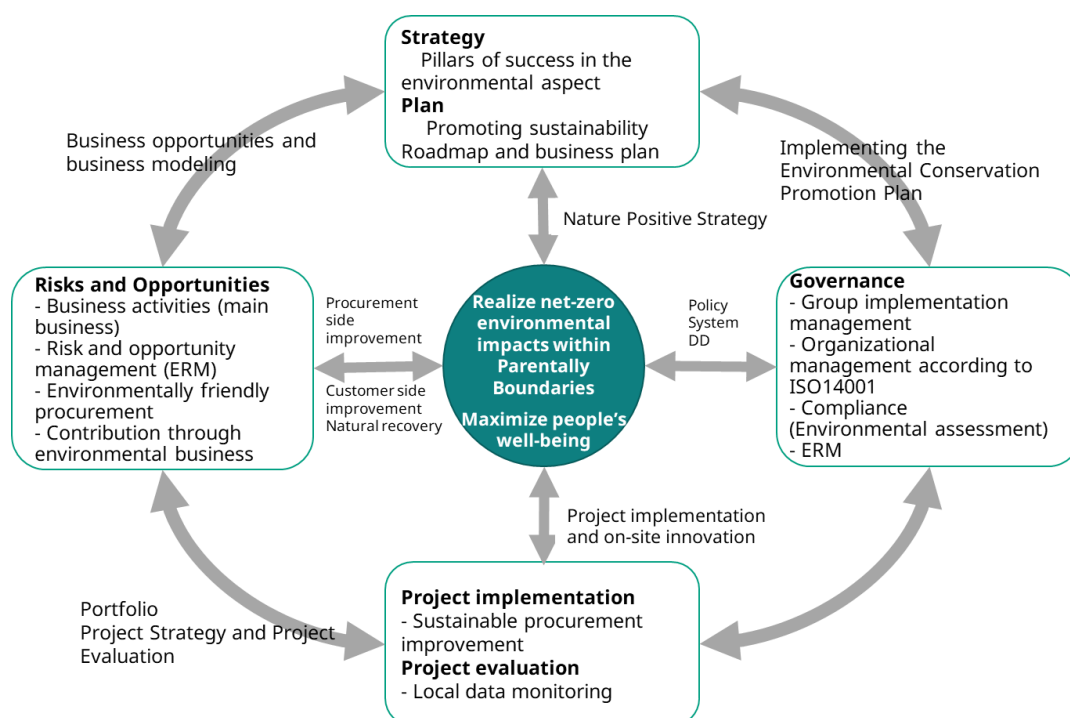 Strategy
Pillars of success in the
environmental aspect
Plan
Promoting sustainability
Roadmap and business plan
Business opportunities and
business modeling
Implementing the
Environmental Conservation
Promotion Plan
Nature Positive Strategy
Risks and Opportunities
- Business activities (main
business)
- Risk and opportunity
management (ERM)
- Environmentally friendly
procurement
- Contribution through
environmental business
Procurement
side
improvement
Customer side
improvement
Natural recovery
Realize net-zero
environmental
impacts within
Parentally
Boundaries
Maximize people’s
well-being
Policy
System
DD
Governance
- Group implementation
management
- Organizational
management according to
ISO14001
- Compliance
(Environmental assessment)
- ERM
Project implementation
and on-site innovation
Portfolio
Project Strategy and Project
Evaluation
Project implementation
- Sustainable procurement
improvement
Project evaluation
- Local data monitoring